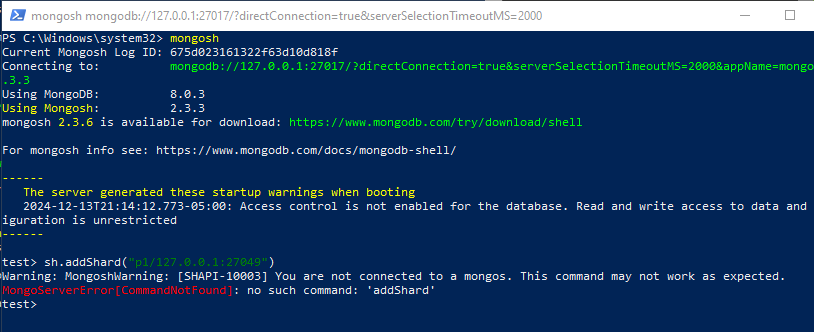 mongosh mongodb://127.0.0.1:27017/?directConnection=true&serverSelectionTimeoutMS=2000
PS C:\Windows\system32> mongosh
Current Mongosh Log ID: 675d023161322f63d10d818f
Connecting to: mongodb://127.0.0.1:27017/?directConnection=true&serverSelectionTimeoutMS=2000&appName=mongo
.3.3
Using MongoDB: 8.0.3
Using Mongosh: 2.3.3
mongosh 2.3.6 is available for download: https://www.mongodb.com/try/download/shell
For mongosh info see: https://www.mongodb.com/docs/mongodb-shell/
------
The server generated these startup warnings when booting
2024-12-13T21:14:12.773-05:00: Access control is not enabled for the database. Read and write access to data and
iguration is unrestricted
------
test> sh.addShard("p1/127.0.0.1:27049")
Warning: MongoshWarning: [SHAPI-10003] You are not connected to a mongos. This command may not work as expected.
MongoServerError[CommandNotFound]: no such command: 'addShard'
test>